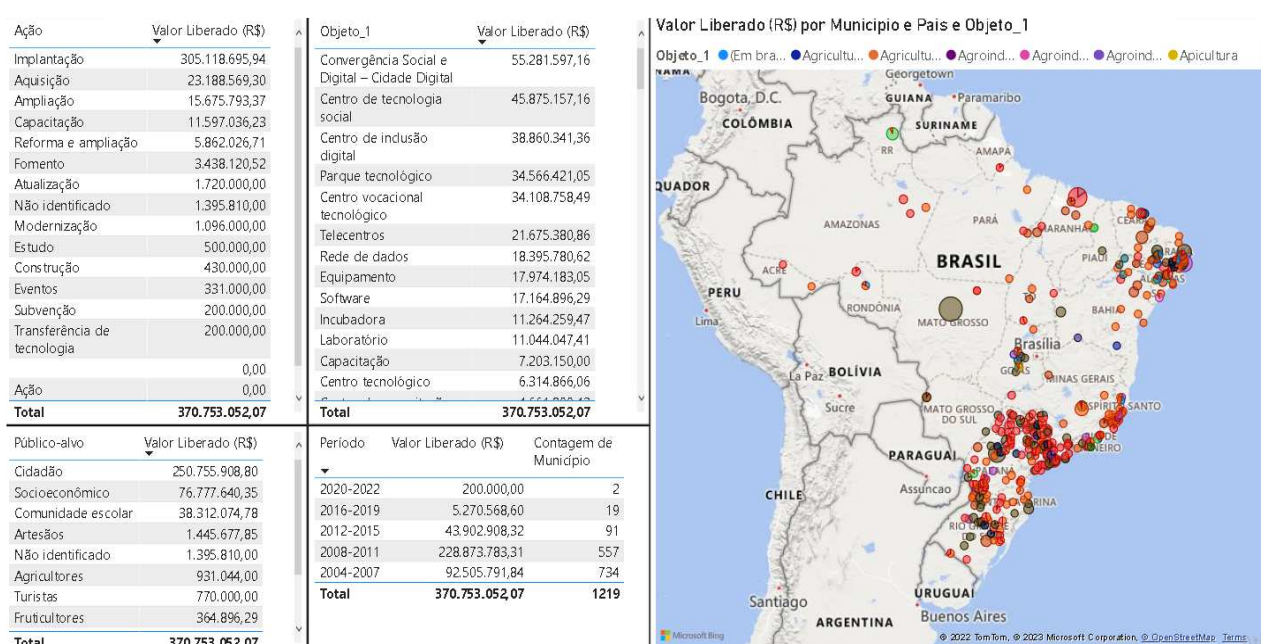 Ação Valor Liberado (R$)
Implantação 305.118.695,94
Aquisição 23.188.569,30
Ampliação 15.675.793,37
Capacitação 11.597.036,23
Reforma e ampliação 5.862.026,71
Fomento 3.438.120,52
Atualização 1.720.000,00
Não identificado 1.395.810,00
Modernização 1.096.000,00
Estudo 500.000,00
Construção 430.000,00
Eventos 331.000,00
Subvenção 200.000,00
Transferência de 200.000,00
tecnologia
0,00
Ação 0,00
Total 370.753.052,07
Objeto_1 Valor Liberado (R$)
Convergência Social e 55.281.597,16
Digital – Cidade Digital
Centro de tecnologia 45.875.157,16
social
Centro de inclusão 38.860.341,36
digital
Parque tecnológico 34.566.421,05
Centro vocacional 34.108.758,49
tecnológico
Telecentros 21.675.380,86
Rede de dados 18.395.780,62
Equipamento 17.974.183,05
Software 17.164.896,29
Incubadora 11.264.259,47
Laboratório 11.044.047,41
Capacitação 7.203.150,00
Centro tecnológico 6.314.866,06
Total 370.753.052,07
Público-alvo Valor Liberado (R$)
Cidadão 250.755.908,80
Socioeconômico 76.777.640,35
Comunidade escolar 38.312.074,78
Artesãos 1.445.677,85
Não identificado 1.395.810,00
Agricultores 931.044,00
Turistas 770.000,00
Fruticultores 364.896,29
Total 370.753.052,07
Período Valor Liberado (R$) Contagem de
Município
2020-2022 200.000,00 2
2016-2019 5.270.568,60 19
2012-2015 43.902.908,32 91
2008-2011 228.873.783,31 557
2004-2007 92.505.791,84 734
Total 370.753.052,07 1219
Valor Liberado (R$) por Municipio e Pais e Objeto_1
Objeto_1 (Em bra... Agricultu... Agricultu... Agroind... Agroind... Agroind... Apicultura
NAMA
Georgetown
Bogota, D.C.
GUIANA
Paramaribo
COLÔMBIA
SURINAME
RR
AMAPA
QUADOR
AMAZONAS
PARÁ
MARANHA
CEARÁ
PIAUÍ
BRASIL
ACRE
PERU
RONDÔNIA
TO
BAHIA
Lima
MATO GROSSO
Brasília
GOIÁS
La Paz
BOLÍVIA
MINAS GERAIS
Sucre
MATO GROSSO
DO SUL
ESPÍRITO SANTO
PARAGUAI
PARANÁ
CHILE
Assuncao
Santiago
URUGUAI
ARGENTINA
Buenos Aires
Microsoft Bing
© 2022 TomTom, © 2023 Microsoft Corporation, © OpenStreetMap Terms